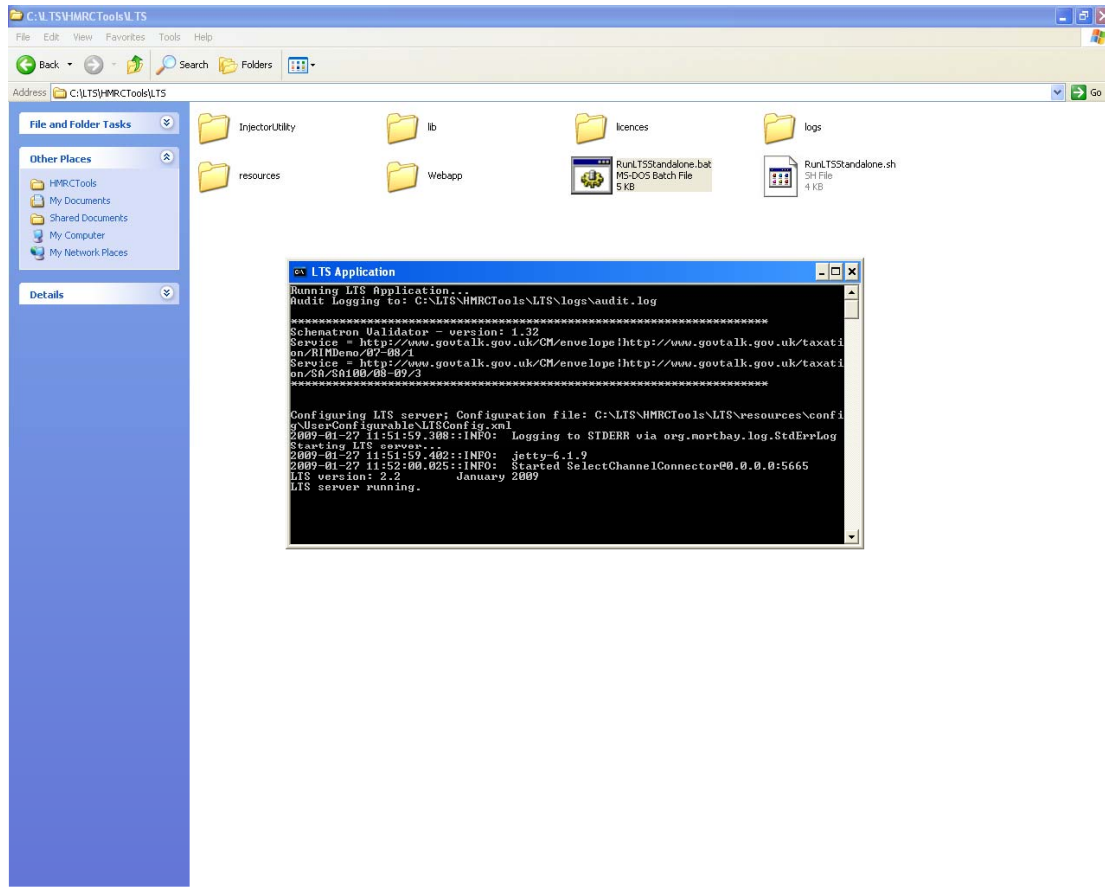 C:\LTS\HMRCTools\LTS
File Edit View Favorites Tools Help
Back Search Folders
Address C:\LTS\HMRCTools\LTS Go
File and Folder Tasks
Other Places
HMRCTools
My Documents
Shared Documents
My Computer
My Network Places
Details
InjectorUtility
lib
licences
logs
resources
Webapp
RunLTSStandalone.bat
MS-DOS Batch File
5 KB
RunLTSStandalone.sh
SH File
4 KB
LTS Application
Running LTS Application...
Audit Logging to: C:\LTS\HMRCTools\LTS\logs\audit.log
*********************************************************************
Schematron Validator - version: 1.32
Service = http://www.govtalk.gov.uk/CM/envelope!http://www.govtalk.gov.uk/taxati
on/RIMDemo/07-08/1
Service = http://www.govtalk.gov.uk/CM/envelope!http://www.govtalk.gov.uk/taxati
on/SA/SA100/08-09/3
*********************************************************************
Configuring LTS server; Configuration file: C:\LTS\HMRCTools\LTS\resources\confi
g\UserConfigurable\LTSConfig.xml
2009-01-27 11:51:59.308::INFO: Logging to STDERR via org.mortbay.log.StdErrLog
Starting LTS server...
2009-01-27 11:51:59.402::INFO: jetty-6.1.9
2009-01-27 11:52:00.025::INFO: Started SelectChannelConnector@0.0.0.0:5665
LTS version: 2.2 January 2009
LTS server running.